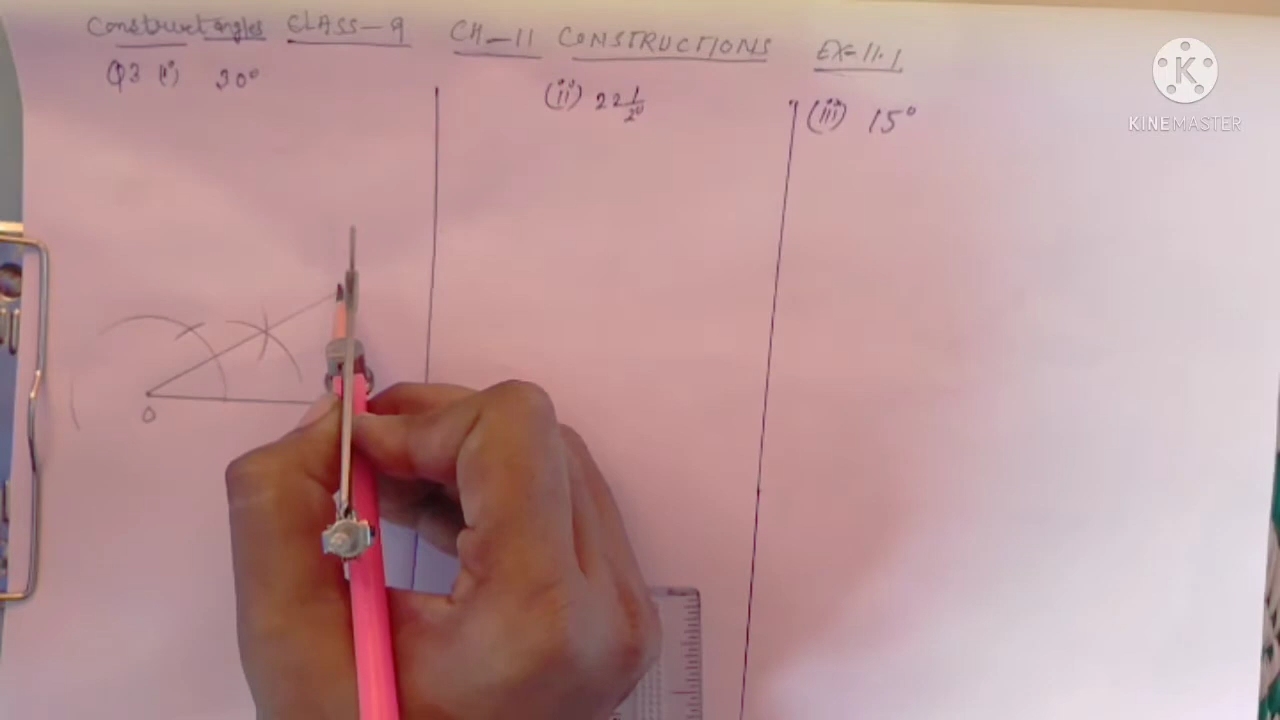 Construct angles CLASS-9 CH-11 CONSTRUCTIONS EX-11.1
Q3 (i) 30° (ii) 22 1/2° (iii) 15°
O
K
KINEMASTER